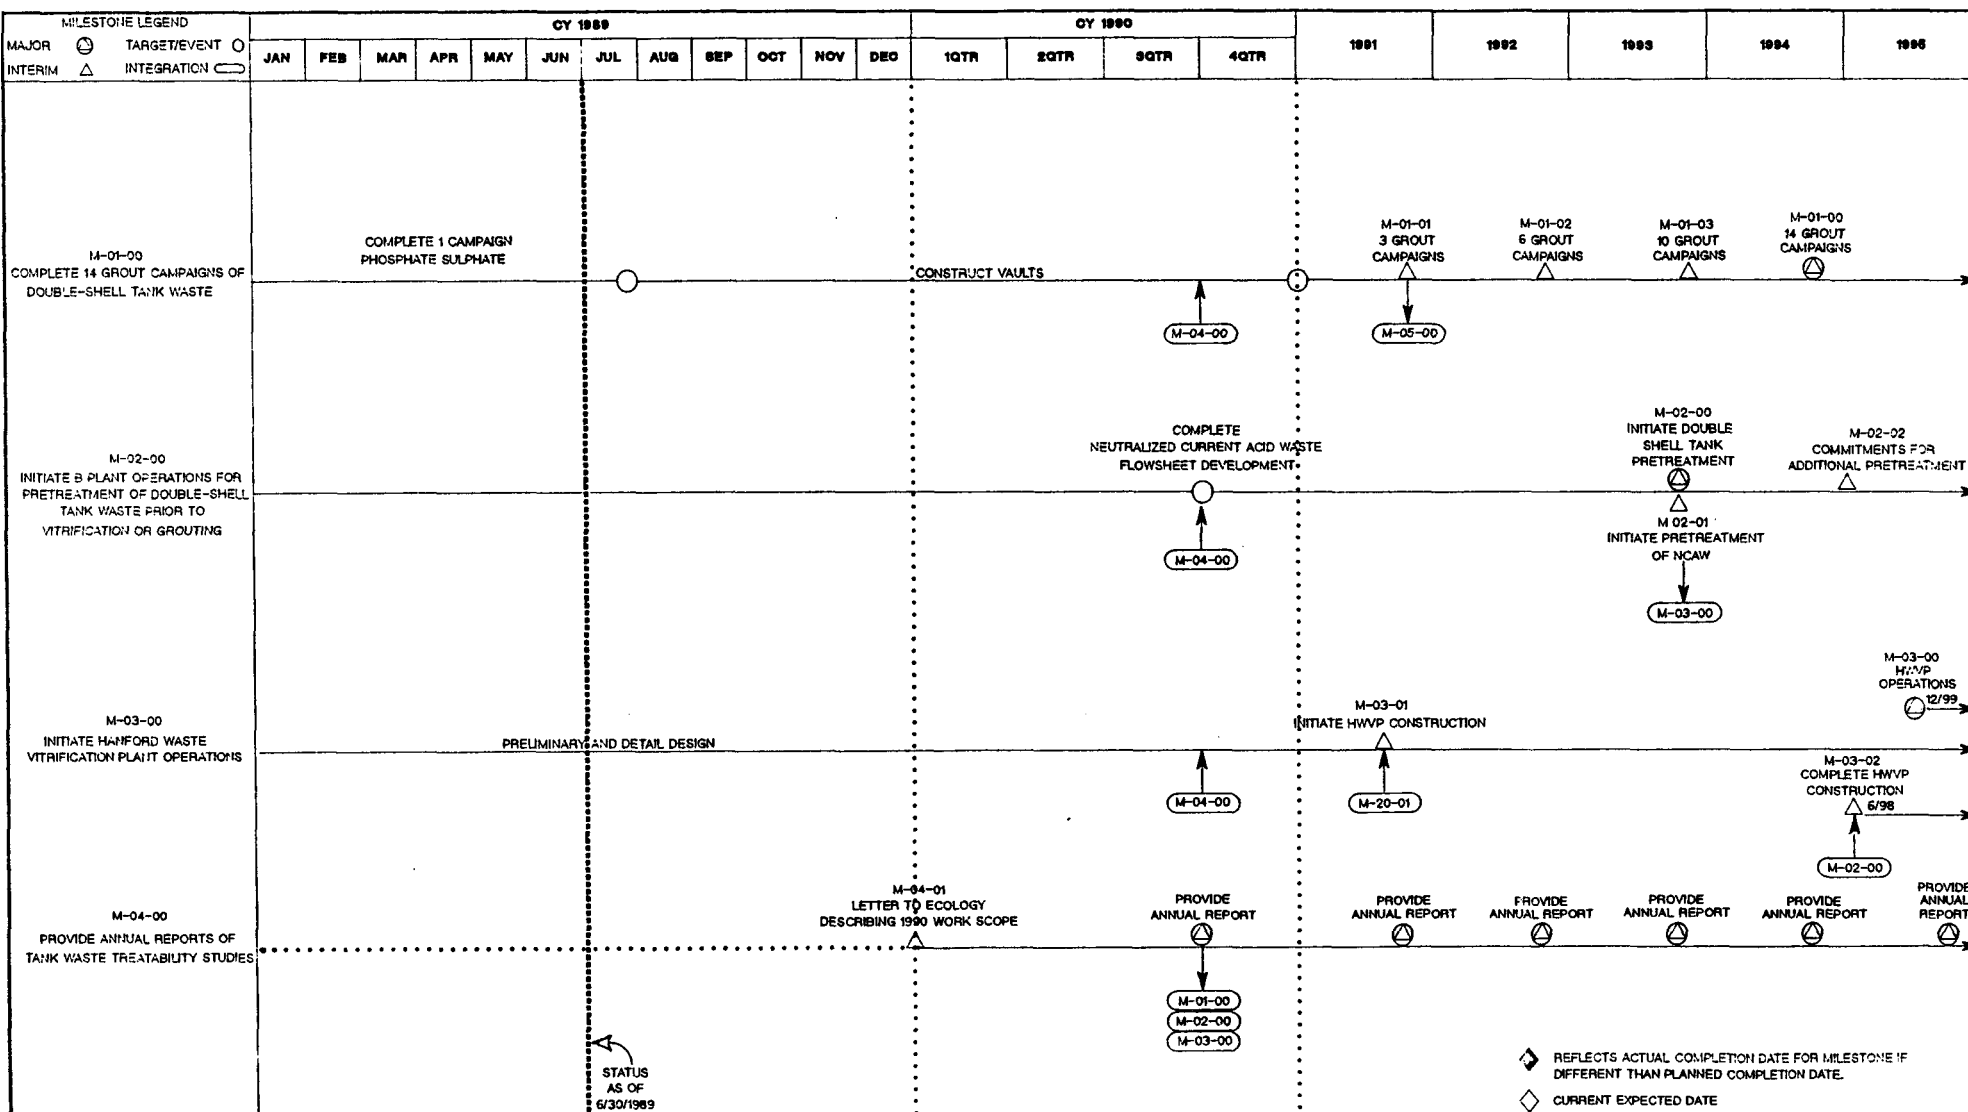 MILESTONE LEGEND
MAJOR TARGET/EVENT
INTERIM INTEGRATION
CY 1989
CY 1990
JAN FEB MAR APR MAY JUN JUL AUG SEP OCT NOV DEC
1QTR 2QTR 3QTR 4QTR
1991 1992 1993 1994 1995
M-01-00
COMPLETE 14 GROUT CAMPAIGNS OF
DOUBLE-SHELL TANK WASTE
COMPLETE 1 CAMPAIGN
PHOSPHATE SULPHATE
CONSTRUCT VAULTS
M-04-00
M-01-01
3 GROUT
CAMPAIGNS
M-05-00
M-01-02
6 GROUT
CAMPAIGNS
M-01-03
10 GROUT
CAMPAIGNS
M-01-00
14 GROUT
CAMPAIGNS
M-02-00
INITIATE B PLANT OPERATIONS FOR
PRETREATMENT OF DOUBLE-SHELL
TANK WASTE PRIOR TO
VITRIFICATION OR GROUTING
COMPLETE
NEUTRALIZED CURRENT ACID WASTE
FLOWSHEET DEVELOPMENT
M-04-00
M-02-00
INITIATE DOUBLE
SHELL TANK
PRETREATMENT
M 02-01
INITIATE PRETREATMENT
OF NCAW
M-03-00
M-02-02
COMMITMENTS FOR
ADDITIONAL PRETREATMENT
M-03-00
INITIATE HANFORD WASTE
VITRIFICATION PLANT OPERATIONS
PRELIMINARY AND DETAIL DESIGN
M-04-00
M-03-01
INITIATE HWVP CONSTRUCTION
M-20-01
M-03-00
HWVP
OPERATIONS
12/99
M-03-02
COMPLETE HWVP
CONSTRUCTION
6/98
M-02-00
M-04-00
PROVIDE ANNUAL REPORTS OF
TANK WASTE TREATABILITY STUDIES
M-04-01
LETTER TO ECOLOGY
DESCRIBING 1990 WORK SCOPE
PROVIDE
ANNUAL REPORT
M-01-00
M-02-00
M-03-00
PROVIDE
ANNUAL REPORT
PROVIDE
ANNUAL REPORT
PROVIDE
ANNUAL REPORT
PROVIDE
ANNUAL REPORT
PROVIDE
ANNUAL
REPORT
STATUS
AS OF
6/30/1989
REFLECTS ACTUAL COMPLETION DATE FOR MILESTONE IF
DIFFERENT THAN PLANNED COMPLETION DATE.
CURRENT EXPECTED DATE